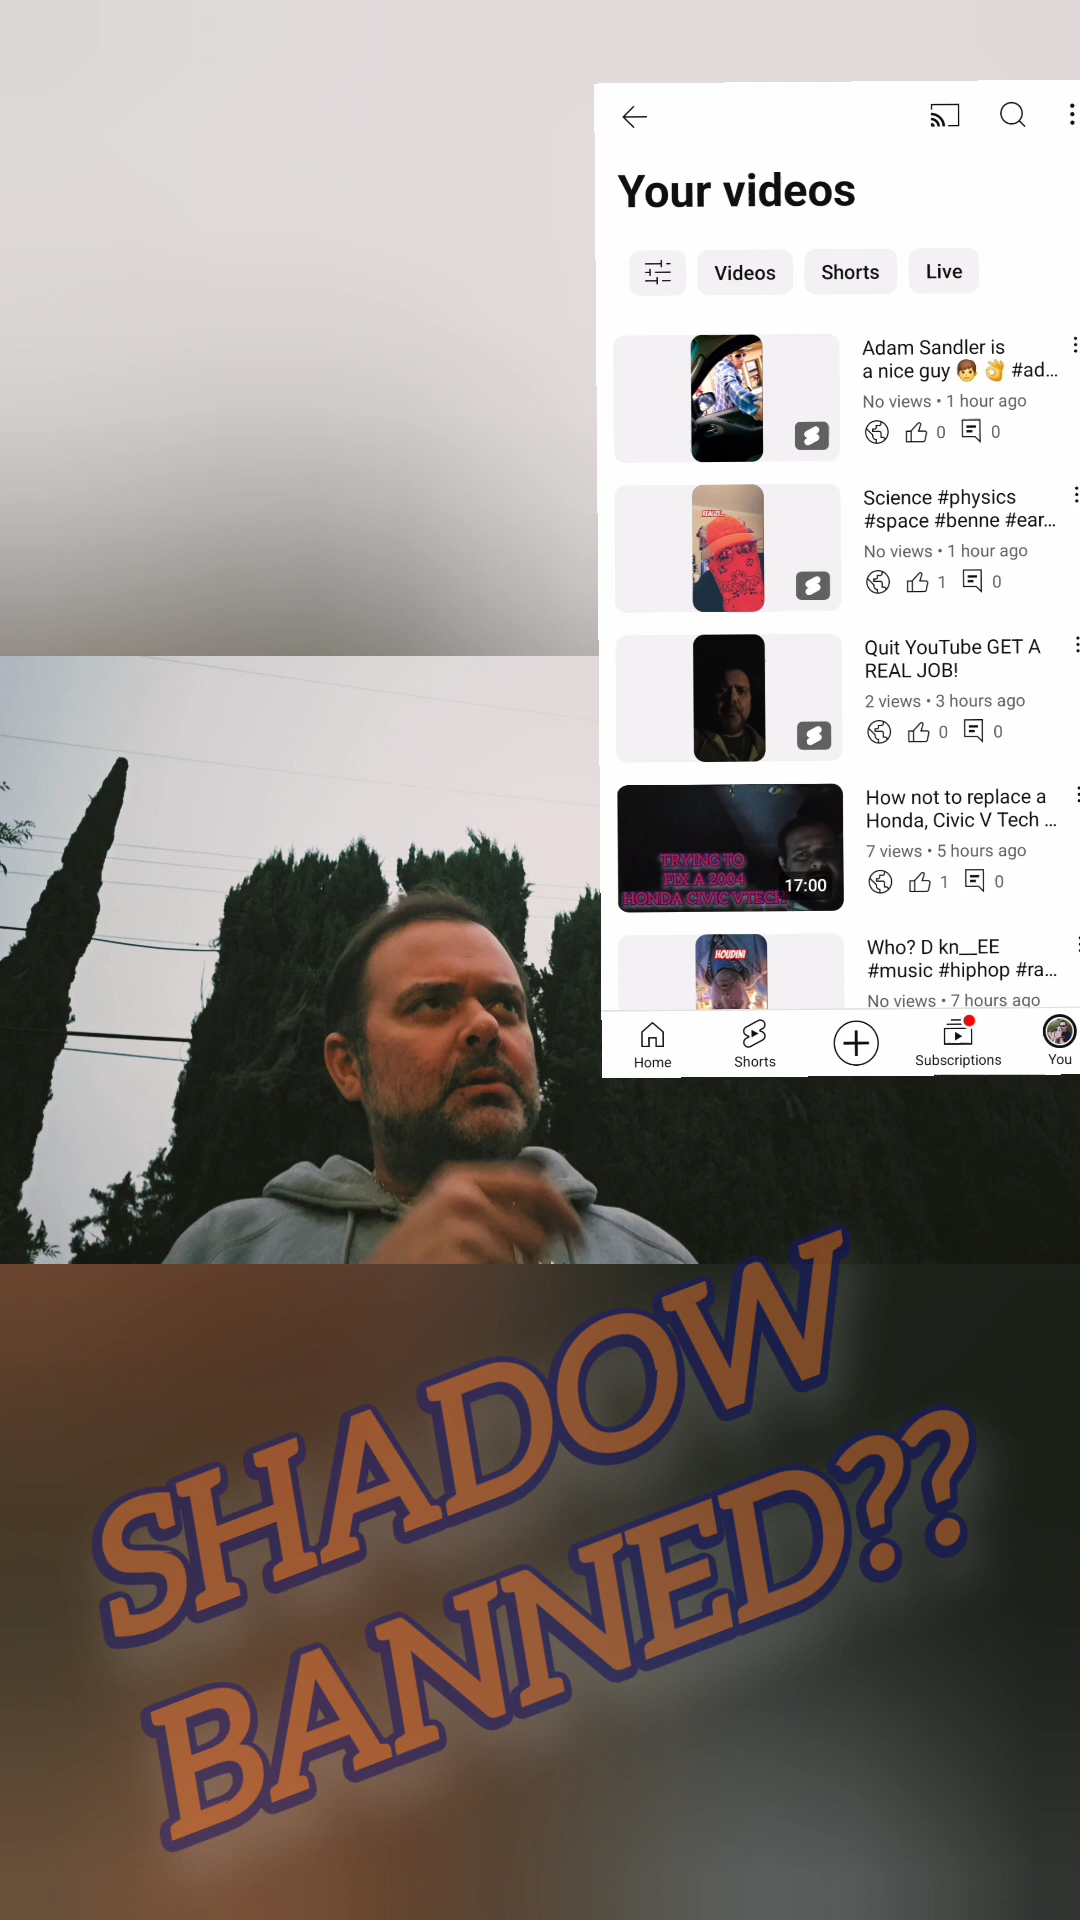 Your videos
Videos
Shorts
Live
Adam Sandler is
a nice guy 👦 👌 #ad...
No views • 1 hour ago
0
0
REALIZE...
Science #physics
#space #benne #ear...
No views • 1 hour ago
1
0
Quit YouTube GET A
REAL JOB!
2 views • 3 hours ago
0
0
TRYING TO
FIX A 2004
HONDA CIVIC VTECH
17:00
How not to replace a
Honda, Civic V Tech ...
7 views • 5 hours ago
1
0
HOUDINI
Who? D kn__EE
#music #hiphop #ra...
No views • 7 hours ago
Home
Shorts
Subscriptions
You
SHADOW
BANNED??